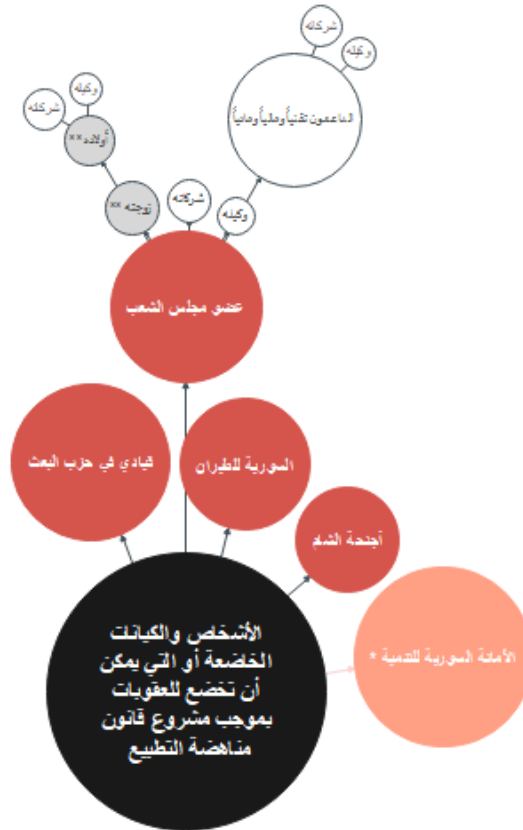 شركاته
وكيله
الداعمون تقنياً ومالياً ومادياً
وكيله
شركاته
أولاده **
زوجته **
شركاته
وكيله
عضو مجلس الشعب
قيادي في حزب البعث
السورية للطيران
أجنحة الشام
الأمانة السورية للتنمية *
الأشخاص والكيانات
الخاضعة أو التي يمكن
أن تخضع للعقوبات
بموجب مشروع قانون
مناهضة التطبيع